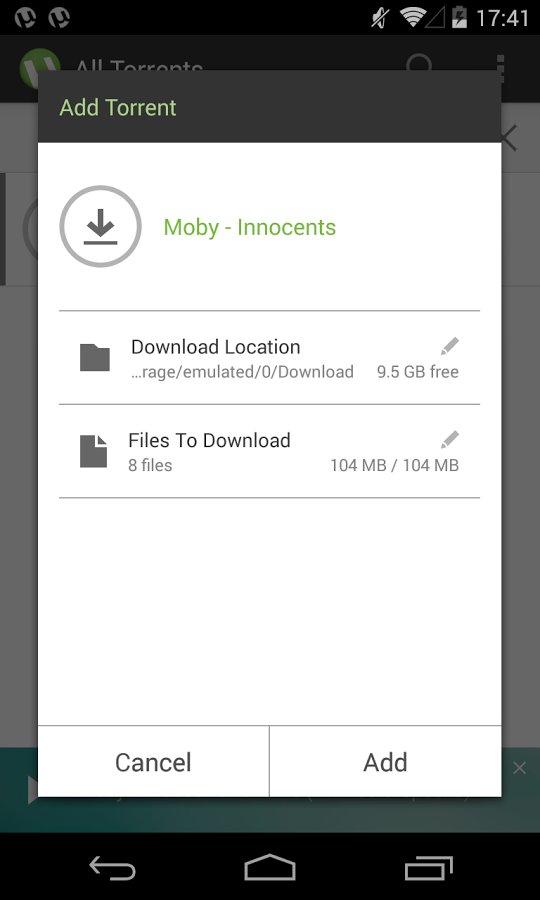 17:41
All Torrents
Add Torrent
Moby - Innocents
Download Location
...rage/emulated/0/Download 9.5 GB free
Files To Download
8 files 104 MB / 104 MB
Cancel Add